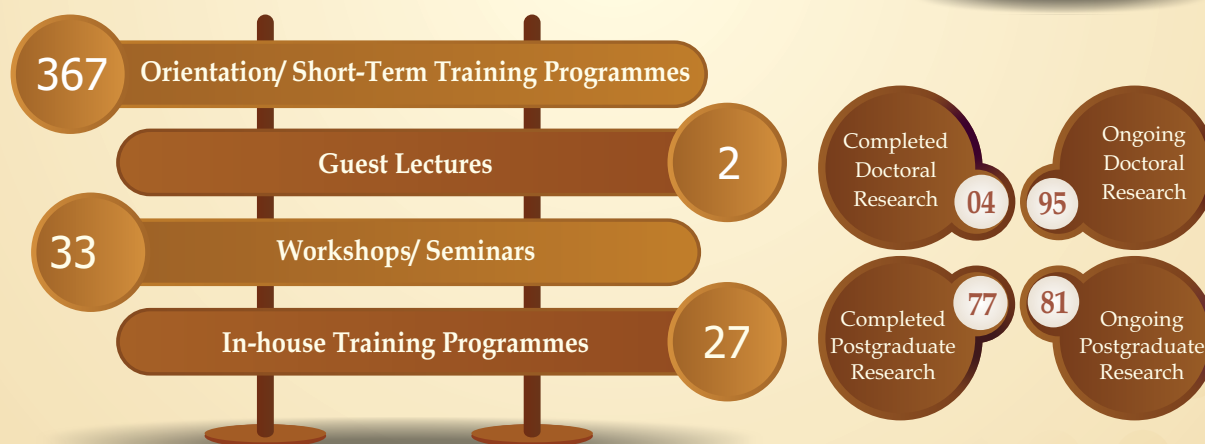 367
Orientation/ Short-Term Training Programmes
Guest Lectures
2
33
Workshops/ Seminars
In-house Training Programmes
27
Completed
Doctoral
Research
04
95
Ongoing
Doctoral
Research
Completed
Postgraduate
Research
77
81
Ongoing
Postgraduate
Research